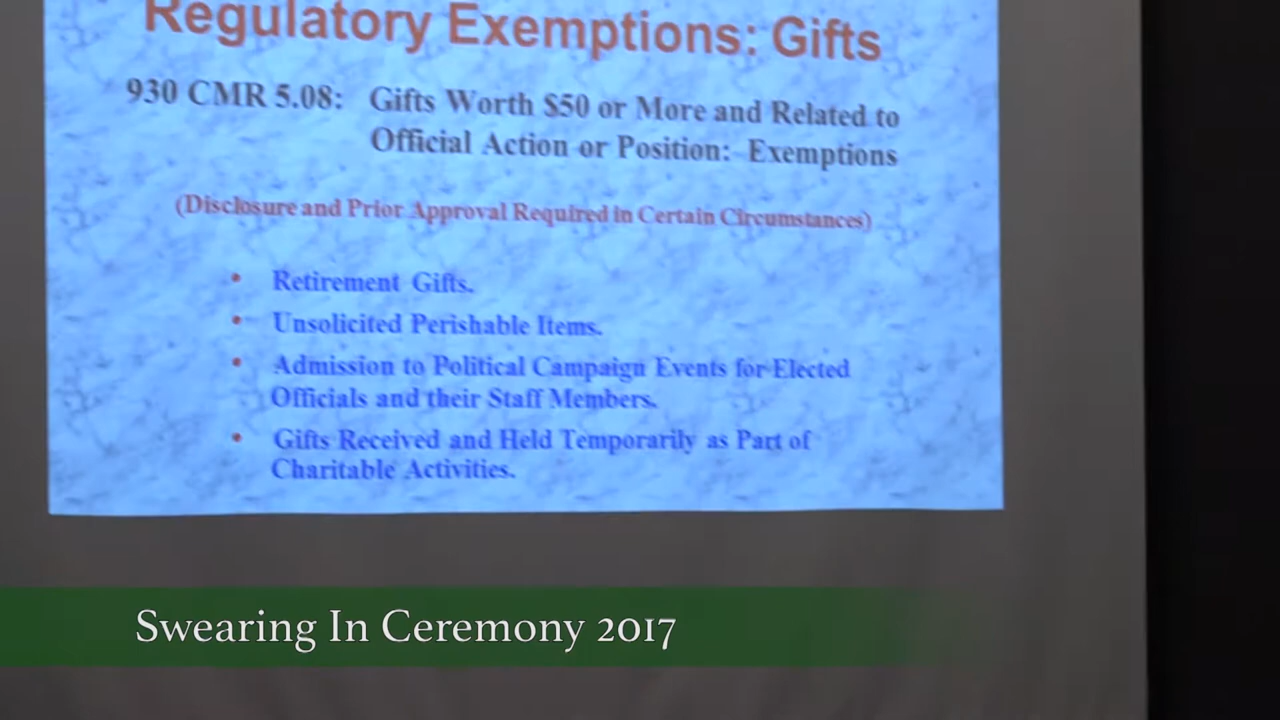 Regulatory Exemptions: Gifts
930 CMR 5.08: Gifts Worth $50 or More and Related to
Official Action or Position: Exemptions
(Disclosure and Prior Approval Required in Certain Circumstances)
• Retirement Gifts.
• Unsolicited Perishable Items.
• Admission to Political Campaign Events for Elected
Officials and their Staff Members.
• Gifts Received and Held Temporarily as Part of
Charitable Activities.
Swearing In Ceremony 2017